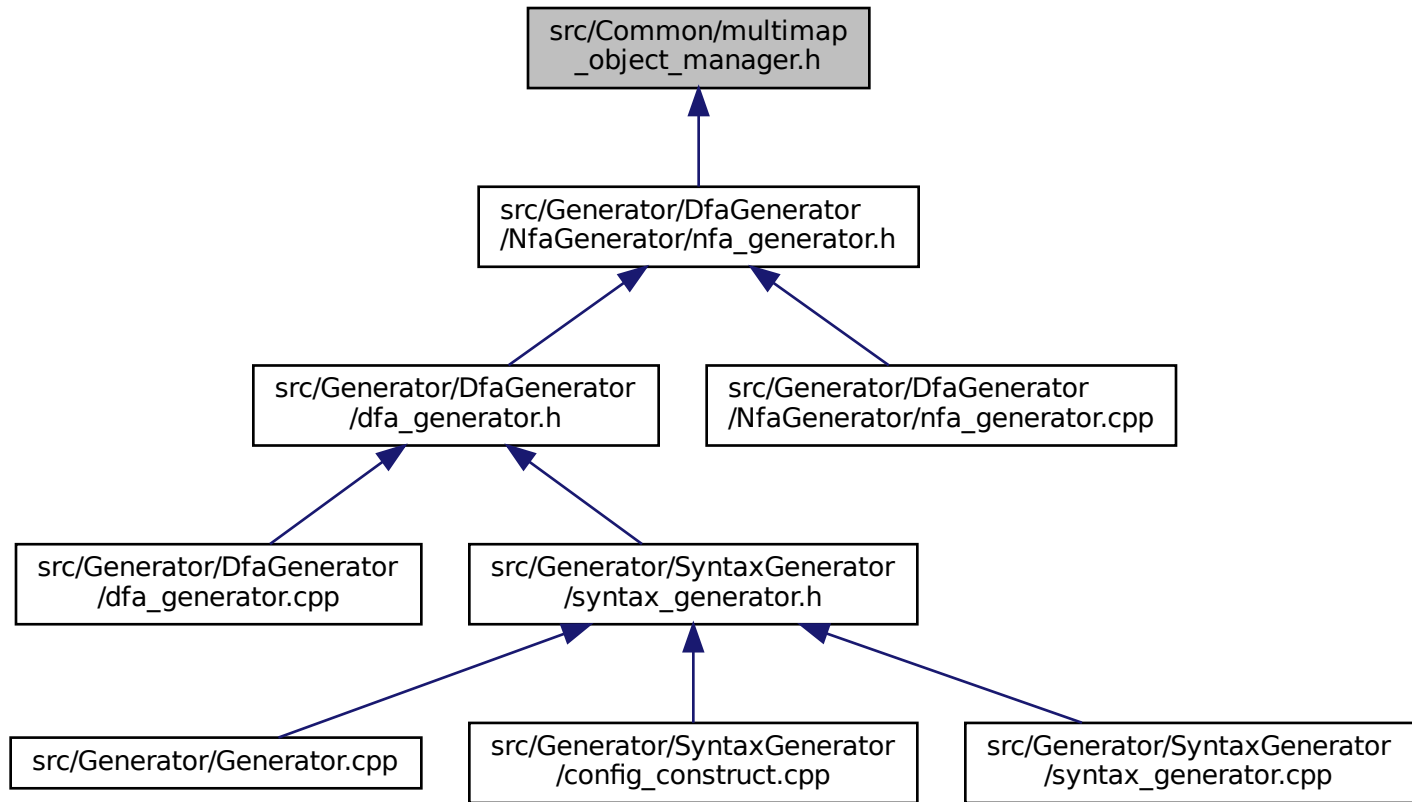 src/Common/multimap
_object_manager.h
src/Generator/DfaGenerator
/NfaGenerator/nfa_generator.h
src/Generator/DfaGenerator
/dfa_generator.h
src/Generator/DfaGenerator
/NfaGenerator/nfa_generator.cpp
src/Generator/DfaGenerator
/dfa_generator.cpp
src/Generator/SyntaxGenerator
/syntax_generator.h
src/Generator/Generator.cpp
src/Generator/SyntaxGenerator
/config_construct.cpp
src/Generator/SyntaxGenerator
/syntax_generator.cpp